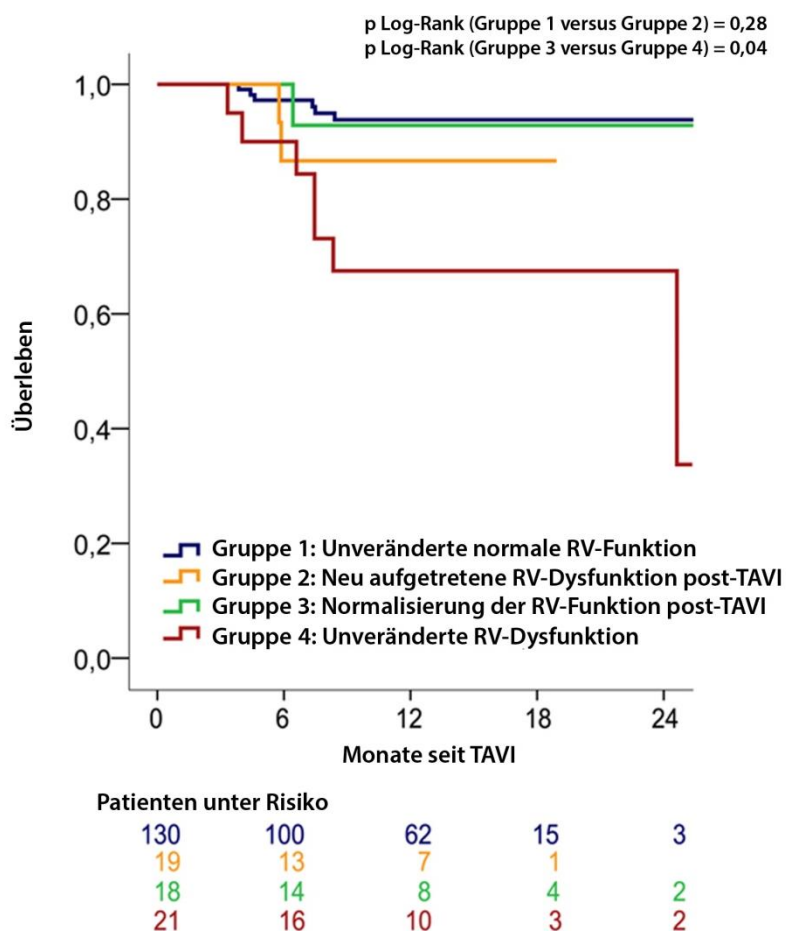 p Log-Rank (Gruppe 1 versus Gruppe 2) = 0,28
p Log-Rank (Gruppe 3 versus Gruppe 4) = 0,04
1,0
0,8
0,6
0,4
0,2
0,0
Überleben
Gruppe 1: Unveränderte normale RV-Funktion
Gruppe 2: Neu aufgetretene RV-Dysfunktion post-TAVI
Gruppe 3: Normalisierung der RV-Funktion post-TAVI
Gruppe 4: Unveränderte RV-Dysfunktion
0 6 12 18 24
Monate seit TAVI
Patienten unter Risiko
130 100 62 15 3
19 13 7 1
18 14 8 4 2
21 16 10 3 2